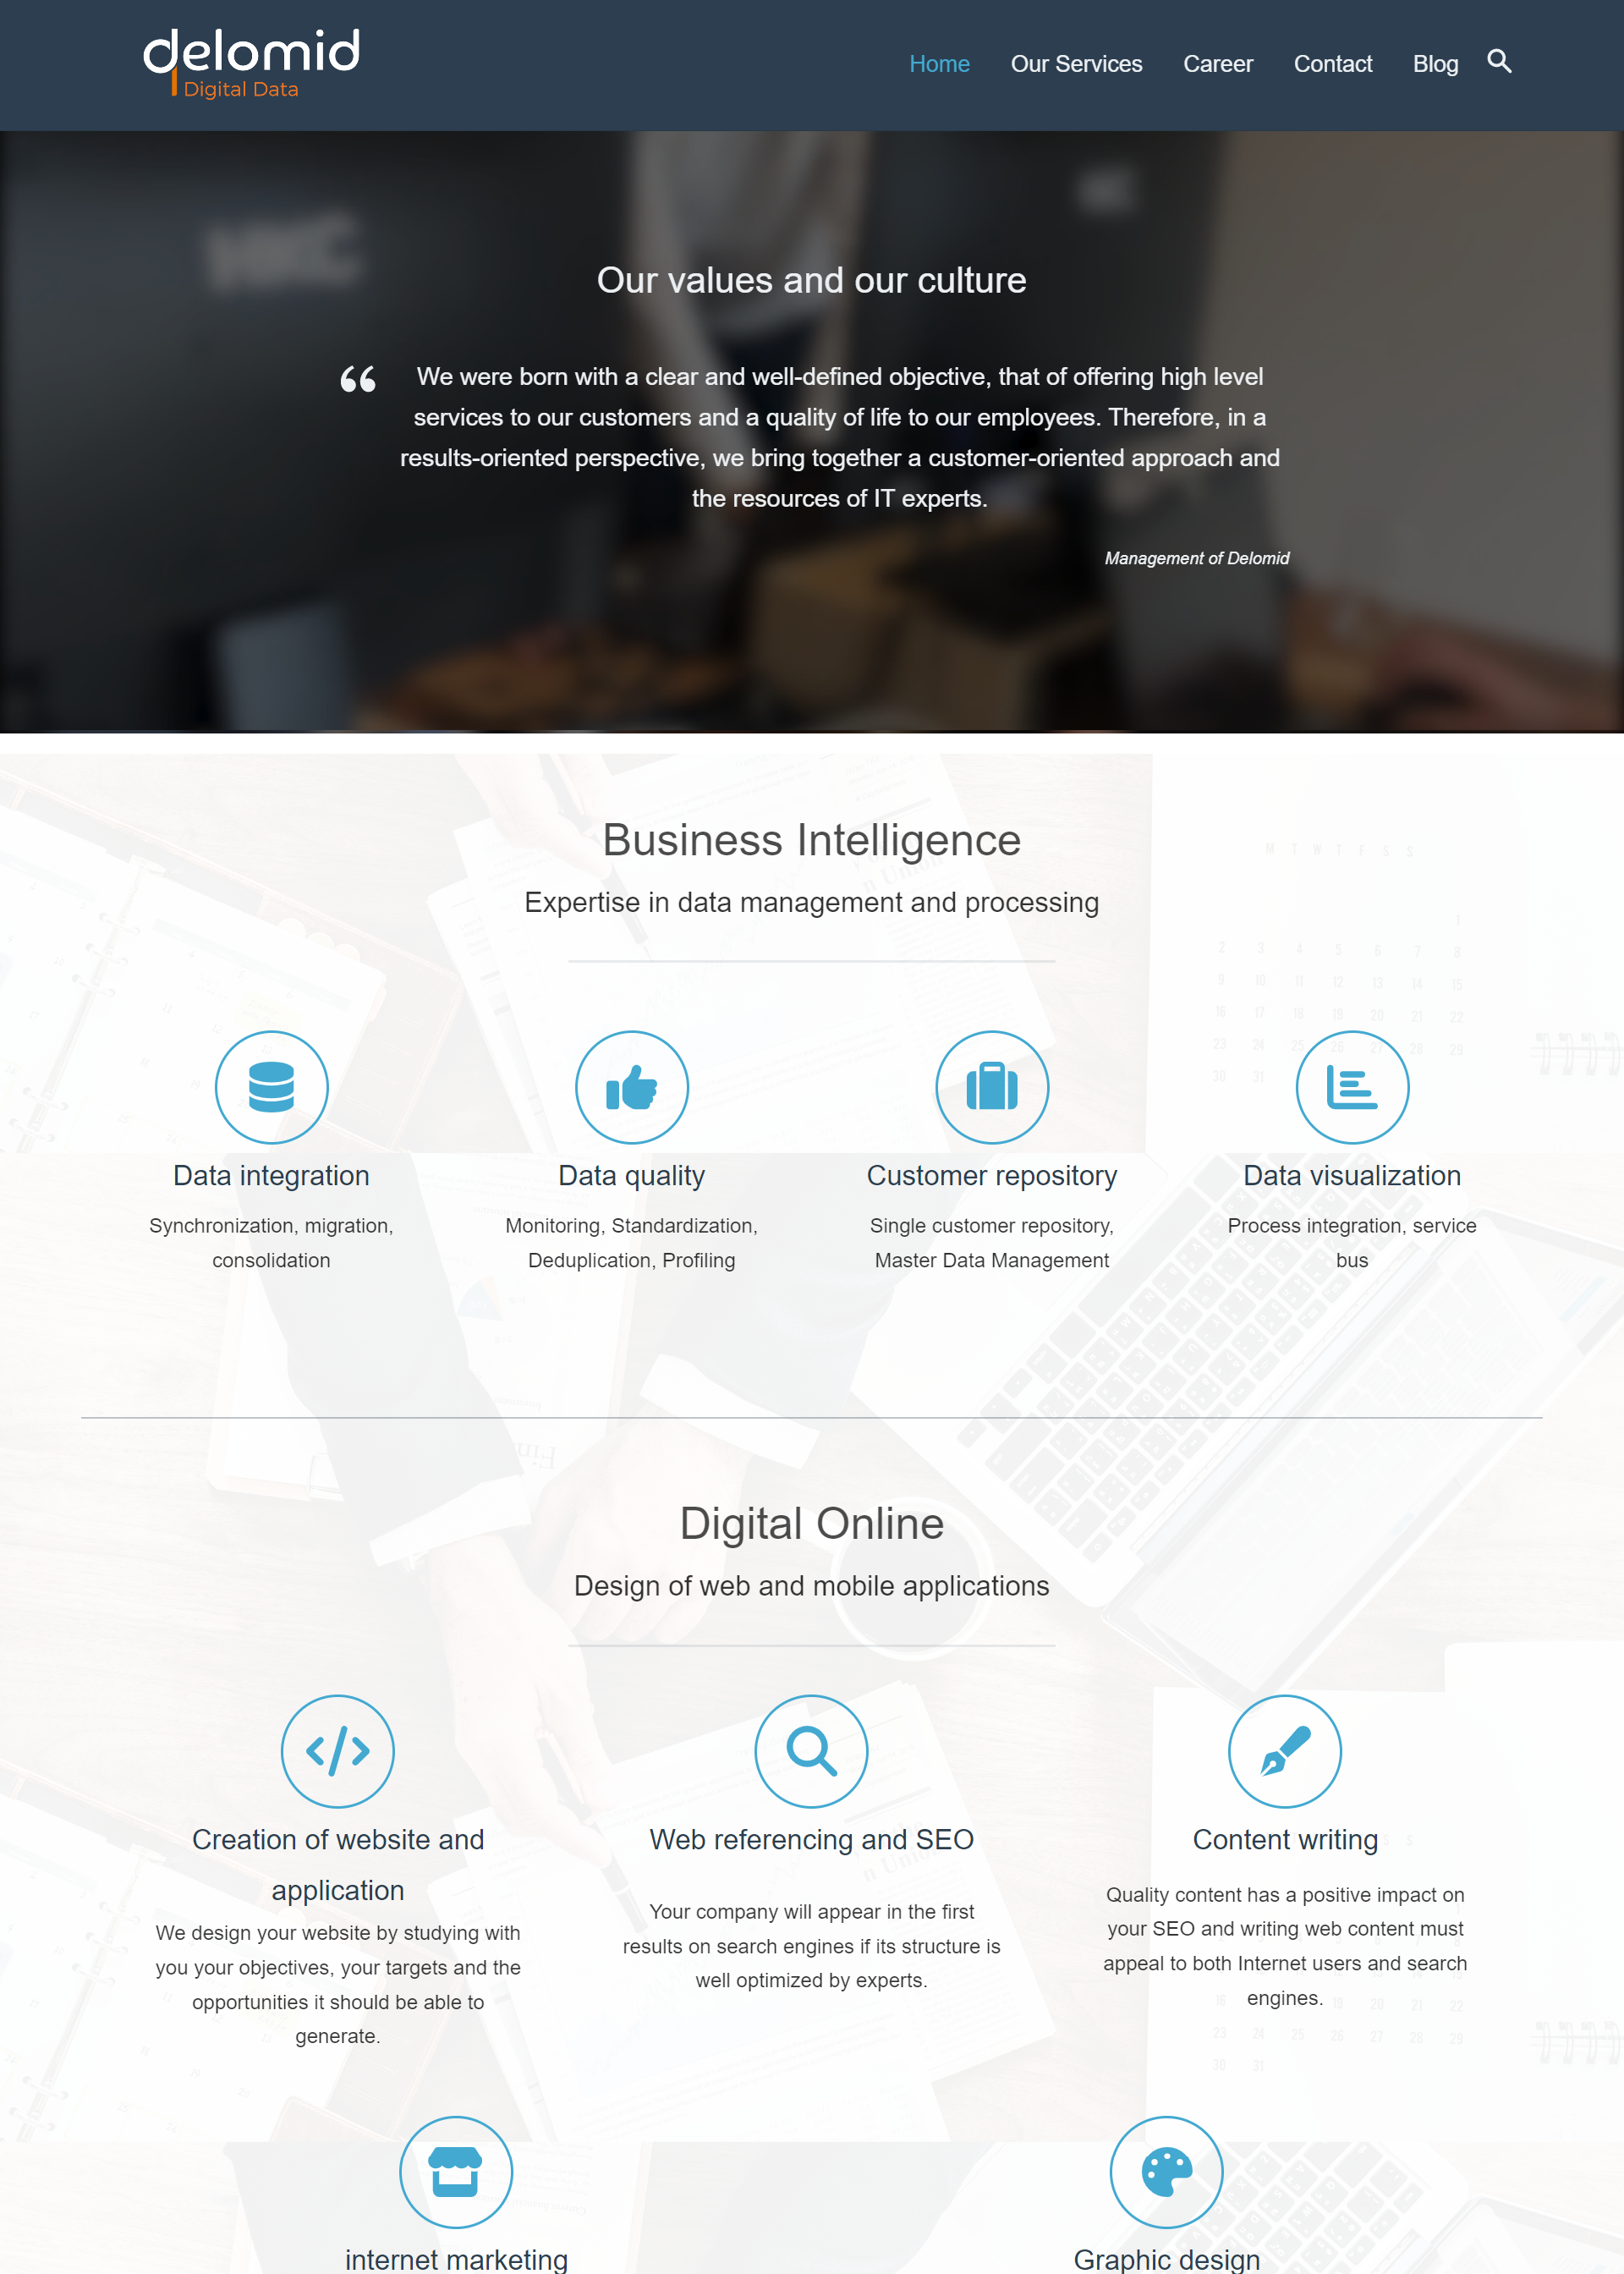 delomid
Digital Data
Home
Our Services
Career
Contact
Blog
Our values and our culture
We were born with a clear and well-defined objective, that of offering high level
services to our customers and a quality of life to our employees. Therefore, in a
results-oriented perspective, we bring together a customer-oriented approach and
the resources of IT experts.
Management of Delomid
Business Intelligence
Expertise in data management and processing
Data integration
Synchronization, migration,
consolidation
Data quality
Monitoring, Standardization,
Deduplication, Profiling
Customer repository
Single customer repository,
Master Data Management
Data visualization
Process integration, service
bus
Digital Online
Design of web and mobile applications
Creation of website and
application
We design your website by studying with
you your objectives, your targets and the
opportunities it should be able to
generate.
Web referencing and SEO
Your company will appear in the first
results on search engines if its structure is
well optimized by experts.
Content writing
Quality content has a positive impact on
your SEO and writing web content must
appeal to both Internet users and search
engines.
internet marketing
Graphic design